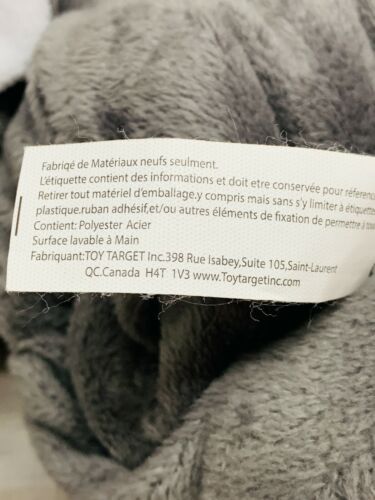 Fabriqé de Matériaux neufs seulment.
L'étiquette contient des informations et doit etre conservée pour référence
Retirer tout matériel d'emballage.y compris mais sans s'y limiter à étiquette
plastique.ruban adhésif,et/ou autres éléments de fixation de permettre à
Contient: Polyester Acier
Surface lavable à Main
Fabriquant:TOY TARGET Inc.398 Rue Isabey,Suite 105,Saint-Laurent
QC.Canada H4T 1V3 www.Toytargetinc.com